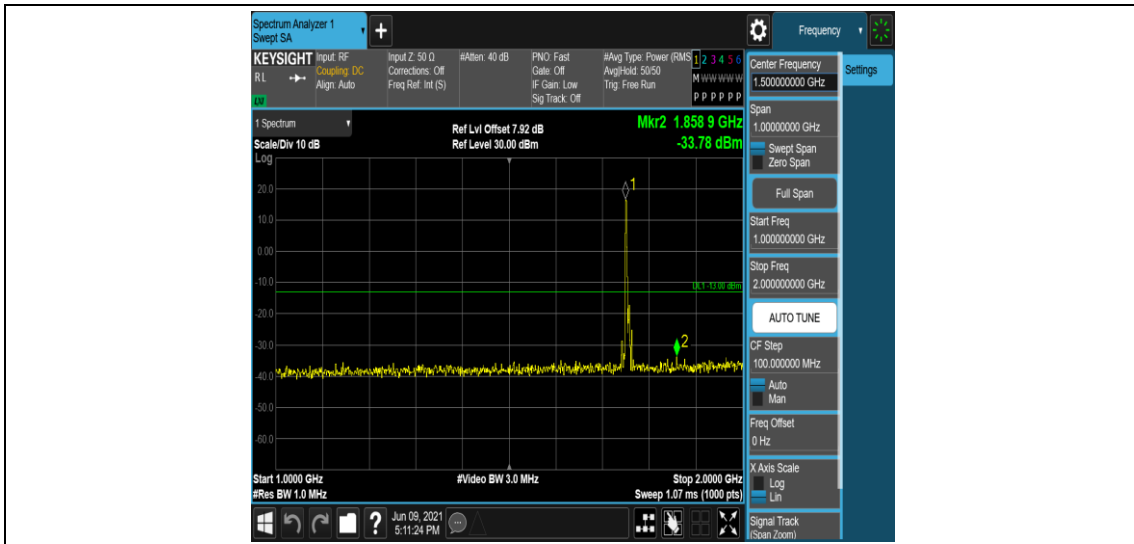 Spectrum Analyzer 1
Swept SA
+
Frequency
KEYSIGHT
RL
LXI
Input: RF
Coupling: DC
Align: Auto
Input Z: 50 Ω
Corrections: Off
Freq Ref: Int (S)
#Atten: 40 dB
PNO: Fast
Gate: Off
IF Gain: Low
Sig Track: Off
#Avg Type: Power (RMS
Avg|Hold: 50/50
Trig: Free Run
1 2 3 4 5 6
M W W W W W
P P P P P P
1 Spectrum
Scale/Div 10 dB
Ref Lvl Offset 7.92 dB
Ref Level 30.00 dBm
Mkr2 1.858 9 GHz
-33.78 dBm
Log
20.0
10.0
0.00
-10.0
-20.0
-30.0
-40.0
-50.0
-60.0
1
DL1 -13.00 dBm
2
Start 1.0000 GHz
#Res BW 1.0 MHz
#Video BW 3.0 MHz
Stop 2.0000 GHz
Sweep 1.07 ms (1000 pts)
Center Frequency
1.500000000 GHz
Span
1.00000000 GHz
Swept Span
Zero Span
Full Span
Start Freq
1.000000000 GHz
Stop Freq
2.000000000 GHz
AUTO TUNE
CF Step
100.000000 MHz
Auto
Man
Freq Offset
0 Hz
X Axis Scale
Log
Lin
Signal Track
(Span Zoom)
Settings
?
Jun 09, 2021
5:11:24 PM